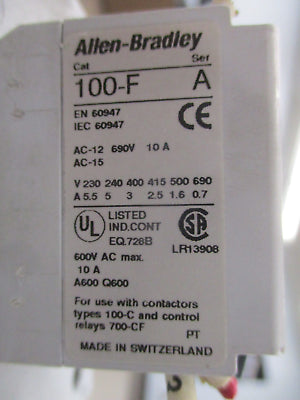 Allen-Bradley
Cat Ser
100-F A
EN 60947
IEC 60947
CE
AC-12 690V 10 A
AC-15
V 230 240 400 415 500 690
A 5.5 5 3 2.5 1.6 0.7
UL LISTED
IND.CONT
EQ.728B
SA
LR13908
600V AC max.
10 A
A600 Q600
For use with contactors
types 100-C and control
relays 700-CF
PT
MADE IN SWITZERLAND